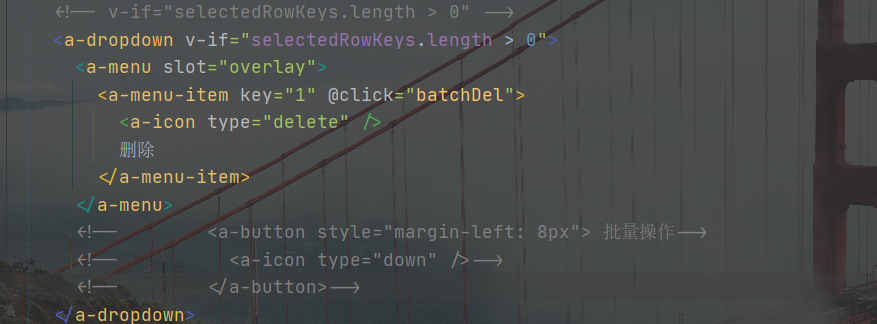 <!-- v-if="selectedRowKeys.length > 0" -->
<a-dropdown v-if="selectedRowKeys.length > 0">
<a-menu slot="overlay">
<a-menu-item key="1" @click="batchDel">
<a-icon type="delete" />
删除
</a-menu-item>
</a-menu>
<!-- <a-button style="margin-left: 8px"> 批量操作-->
<!-- <a-icon type="down" />-->
<!-- </a-button>-->
</a-dropdown>